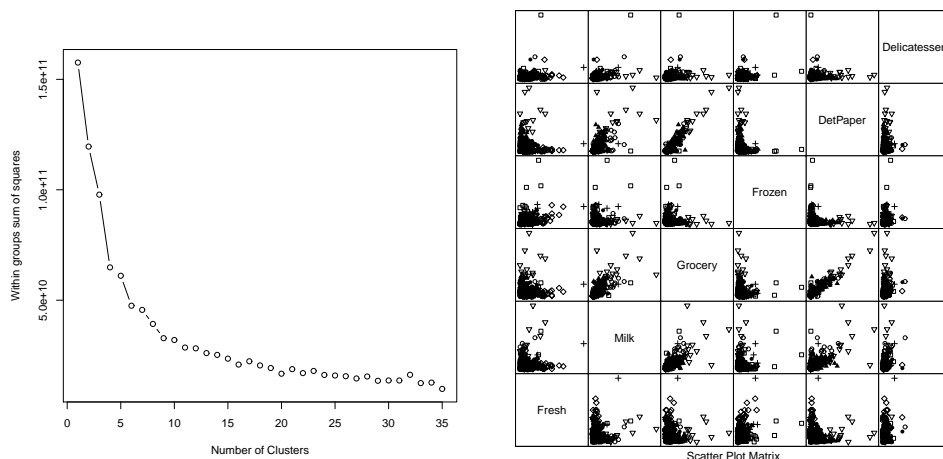 Within groups sum of squares
1.5e+11
1.0e+11
5.0e+10
0 5 10 15 20 25 30 35
Number of Clusters
Delicatessen
DetPaper
Frozen
Grocery
Milk
Fresh
Scatter Plot Matrix